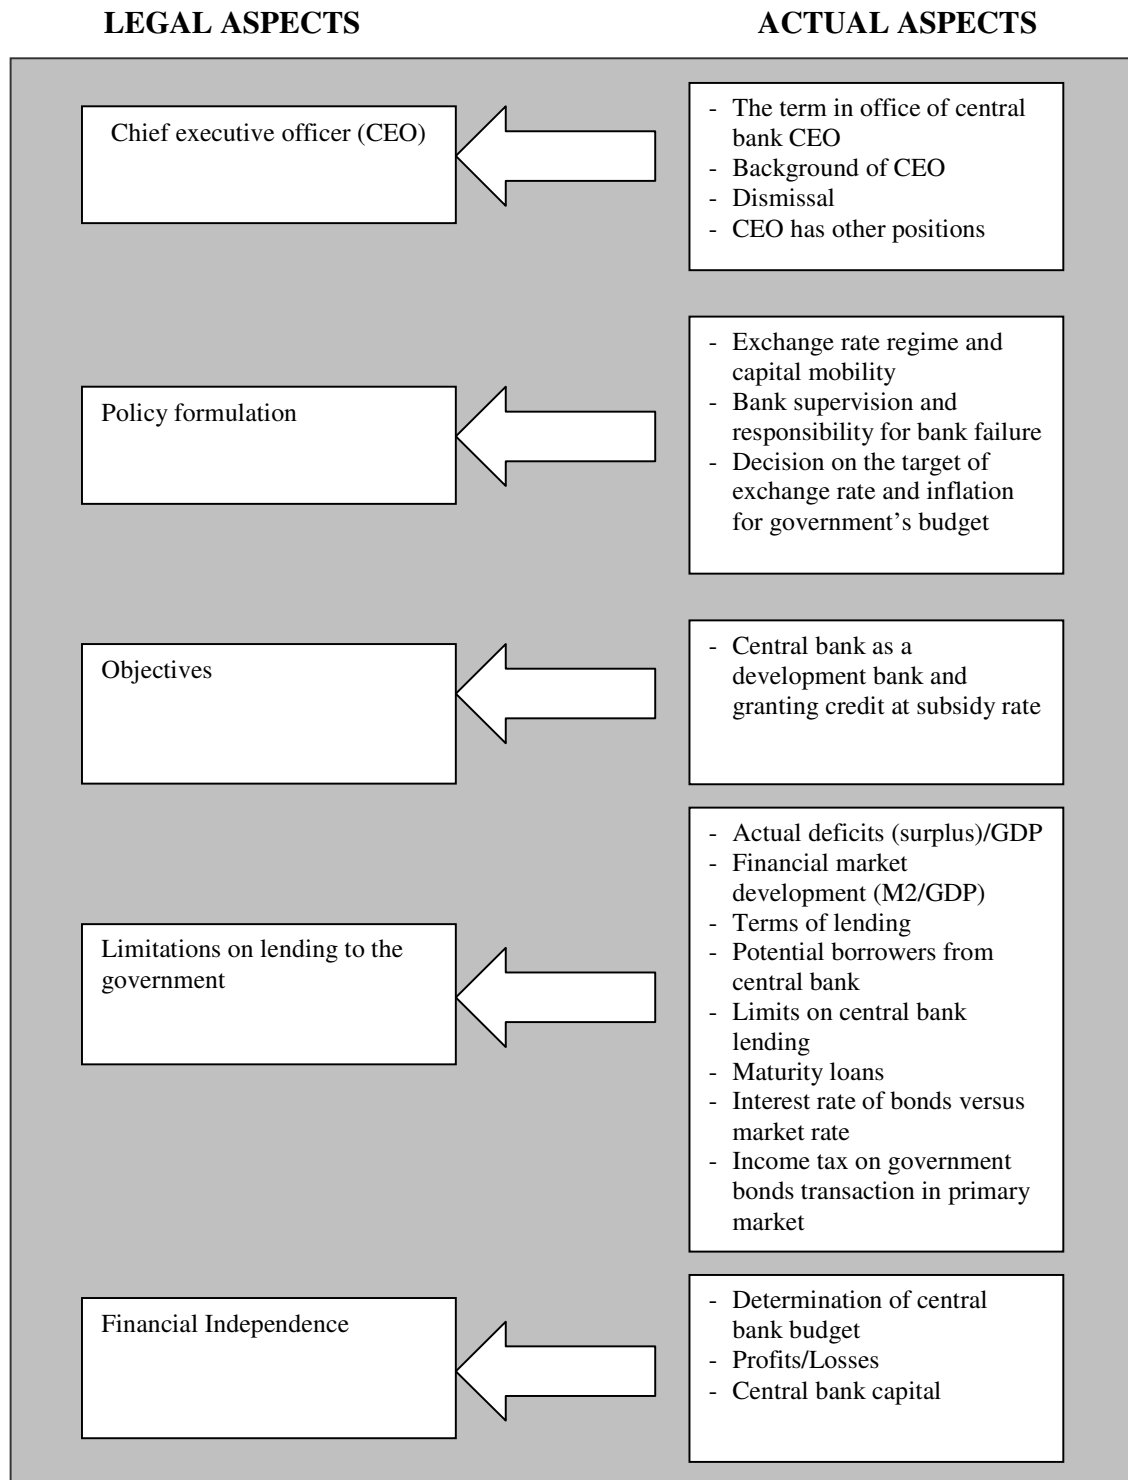 LEGAL ASPECTS
ACTUAL ASPECTS
Chief executive officer (CEO)
- The term in office of central
bank CEO
- Background of CEO
- Dismissal
- CEO has other positions
Policy formulation
- Exchange rate regime and
capital mobility
- Bank supervision and
responsibility for bank failure
- Decision on the target of
exchange rate and inflation
for government’s budget
Objectives
- Central bank as a
development bank and
granting credit at subsidy rate
Limitations on lending to the
government
- Actual deficits (surplus)/GDP
- Financial market
development (M2/GDP)
- Terms of lending
- Potential borrowers from
central bank
- Limits on central bank
lending
- Maturity loans
- Interest rate of bonds versus
market rate
- Income tax on government
bonds transaction in primary
market
Financial Independence
- Determination of central
bank budget
- Profits/Losses
- Central bank capital